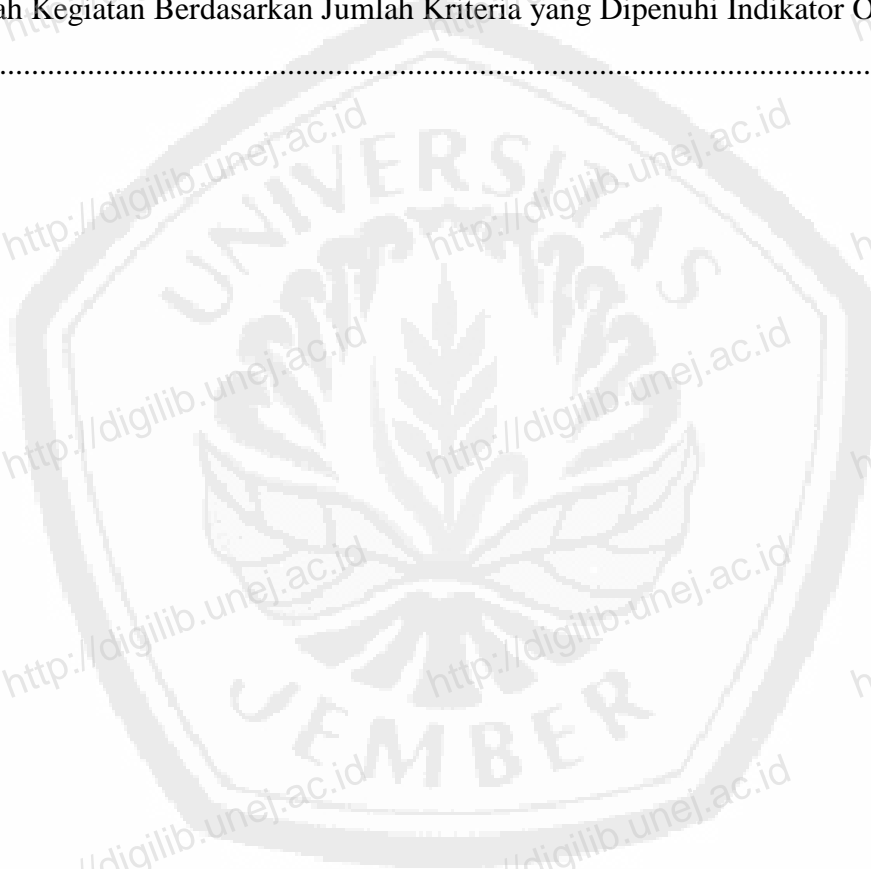 ah Kegiatan Berdasarkan Jumlah Kriteria yang Dipenuhi Indikator O
................................................................................................................
http://digilib.unej.ac.id http://digilib.unej.ac.id
UNIVERSITAS
http://digilib.unej.ac.id http://digilib.unej.ac.id
http://digilib.unej.ac.id http://digilib.unej.ac.id
JEMBER
//digilib.unej.ac.id //digilib.unej.ac.id